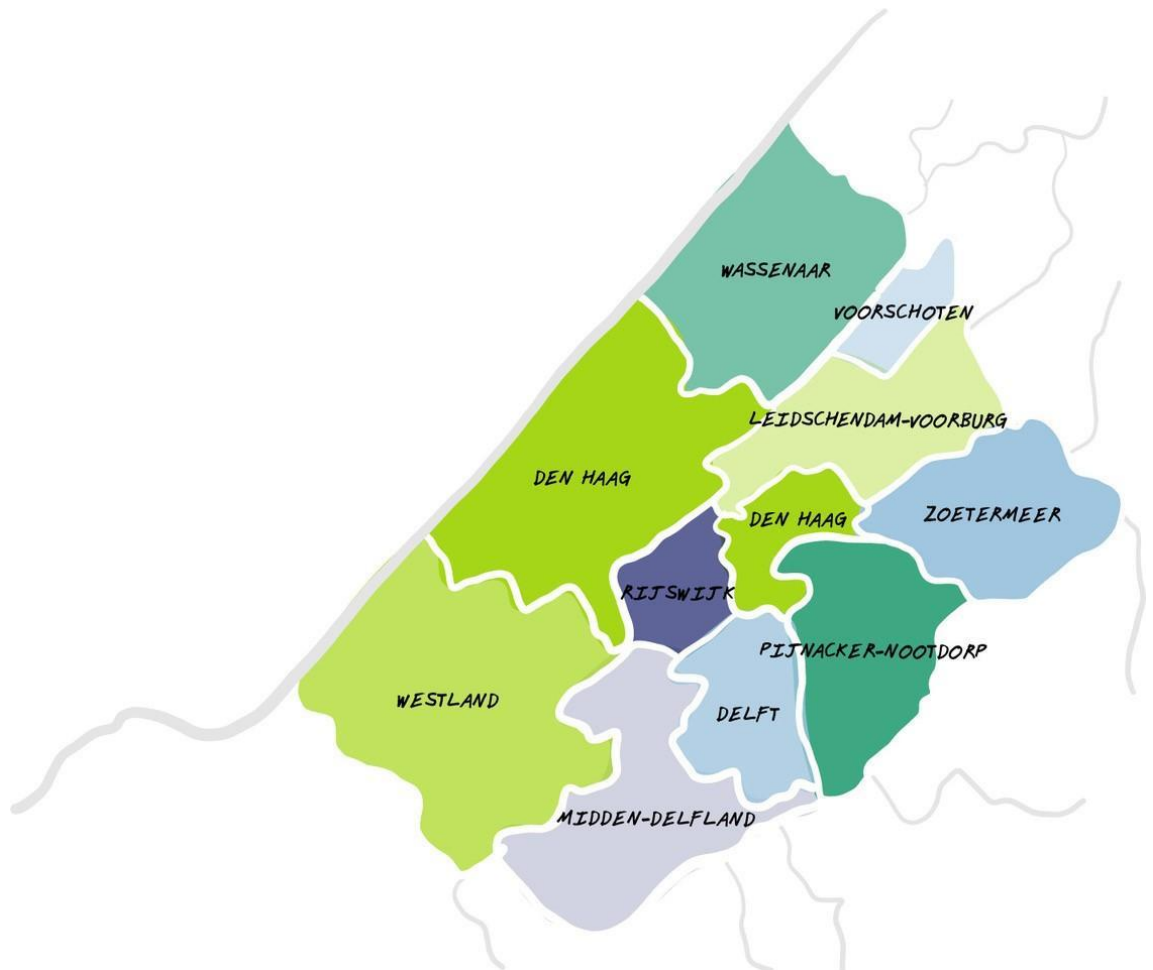 WASSENAAR
VOORSCHOTEN
LEIDSCHENDAM-VOORBURG
DEN HAAG
DEN HAAG
ZOETERMEER
RIJSWIJK
PIJNACKER-NOOTDORP
WESTLAND
DELFT
MIDDEN-DELFLAND